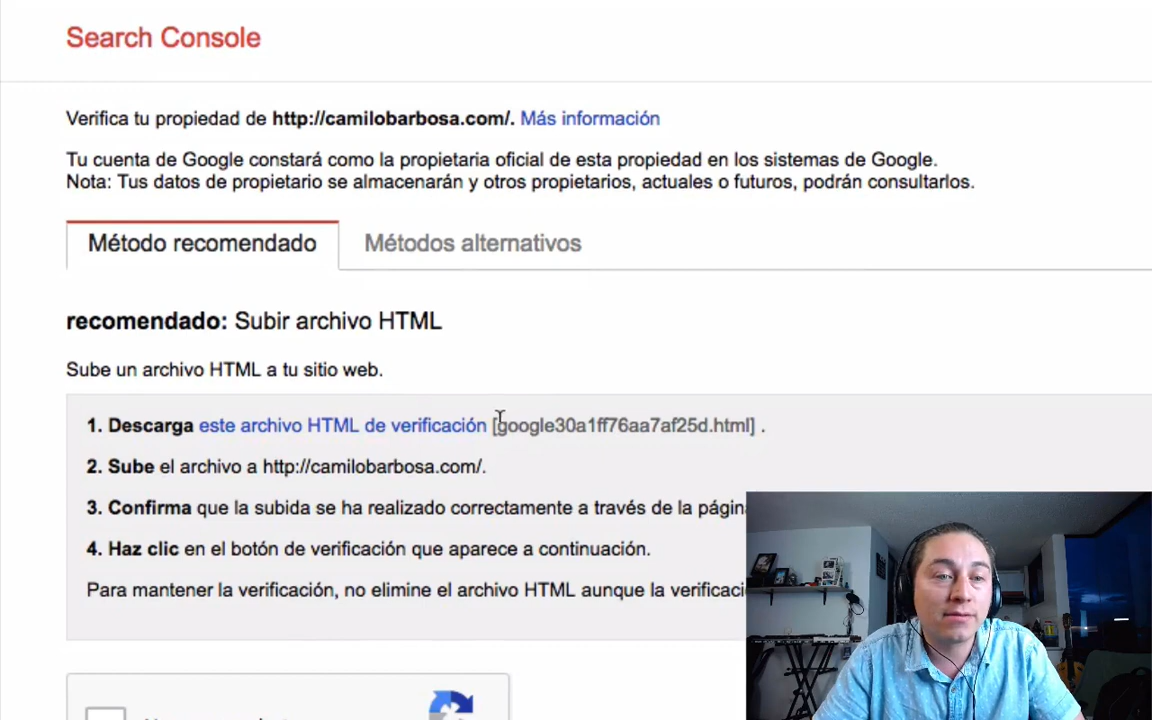 Search Console
Verifica tu propiedad de http://camilobarbosa.com/. Más información
Tu cuenta de Google constará como la propietaria oficial de esta propiedad en los sistemas de Google.
Nota: Tus datos de propietario se almacenarán y otros propietarios, actuales o futuros, podrán consultarlos.
Método recomendado Métodos alternativos
recomendado: Subir archivo HTML
Sube un archivo HTML a tu sitio web.
1. Descarga este archivo HTML de verificación [google30a1ff76aa7af25d.html] .
2. Sube el archivo a http://camilobarbosa.com/.
3. Confirma que la subida se ha realizado correctamente a través de la
4. Haz clic en el botón de verificación que aparece a continuación.
Para mantener la verificación, no elimine el archivo HTML aunque la